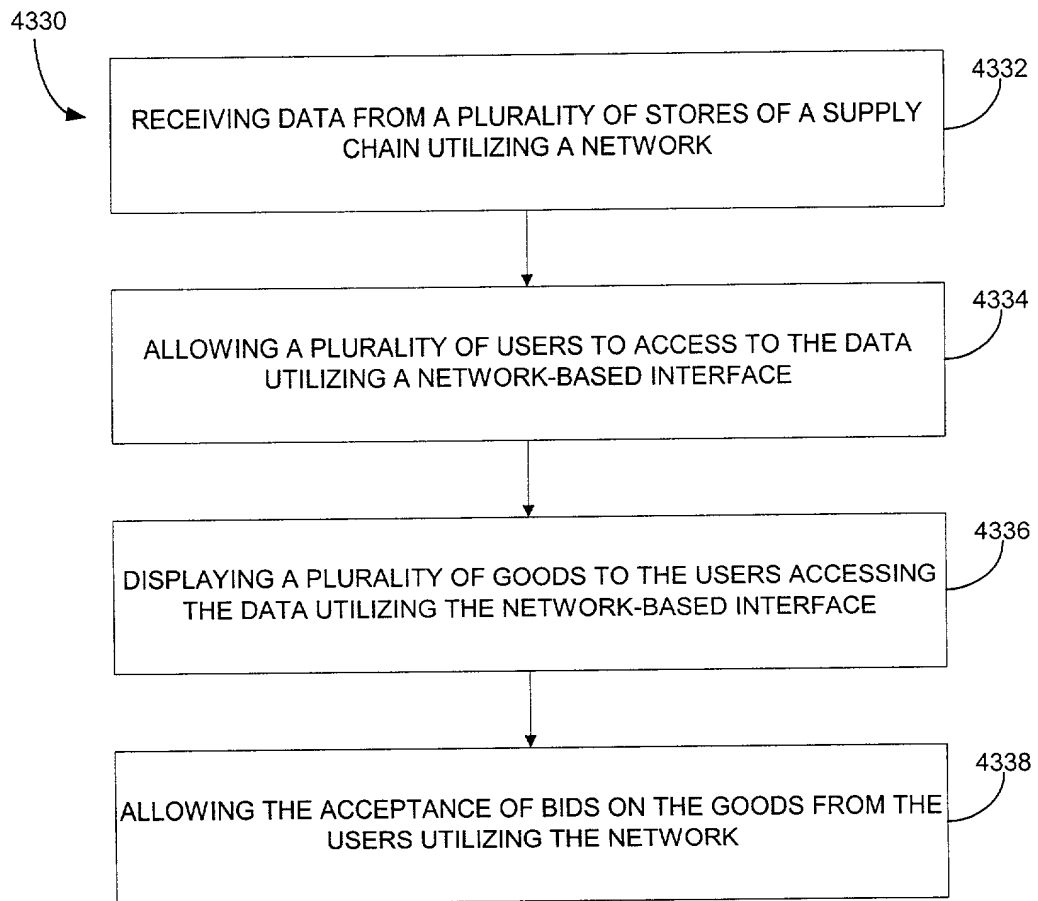 4330
4332
RECEIVING DATA FROM A PLURALITY OF STORES OF A SUPPLY
CHAIN UTILIZING A NETWORK
4334
ALLOWING A PLURALITY OF USERS TO ACCESS TO THE DATA
UTILIZING A NETWORK-BASED INTERFACE
4336
DISPLAYING A PLURALITY OF GOODS TO THE USERS ACCESSING
THE DATA UTILIZING THE NETWORK-BASED INTERFACE
4338
ALLOWING THE ACCEPTANCE OF BIDS ON THE GOODS FROM THE
USERS UTILIZING THE NETWORK